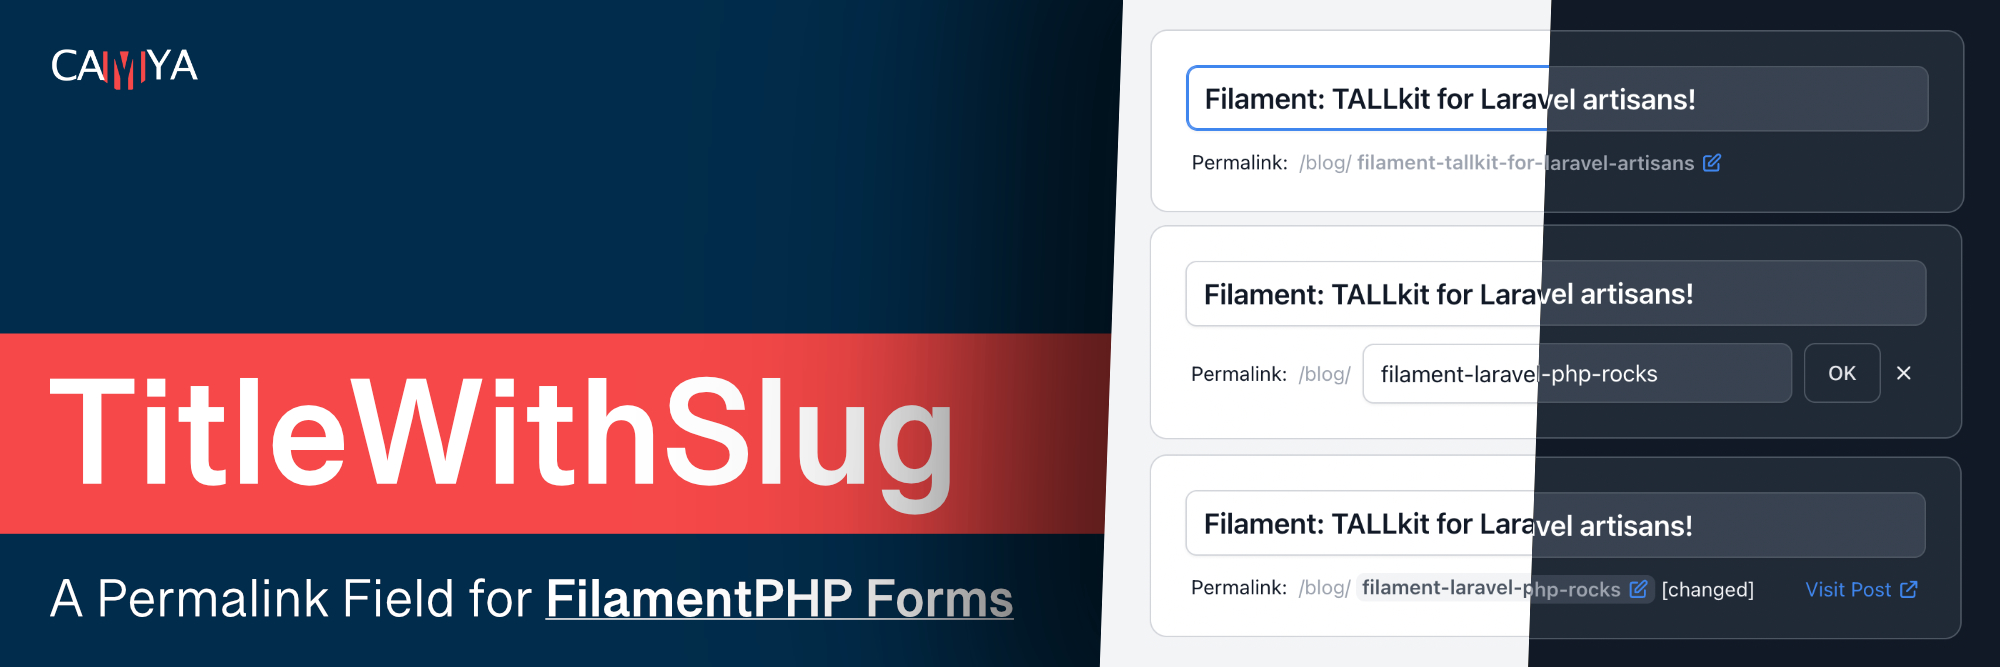 CAMYA
TitleWithSlug
A Permalink Field for FilamentPHP Forms
Filament: TALLkit for Laravel artisans!
Permalink: /blog/ filament-tallkit-for-laravel-artisans
Filament: TALLkit for Laravel artisans!
Permalink: /blog/ filament-laravel-php-rocks OK ×
Filament: TALLkit for Laravel artisans!
Permalink: /blog/ filament-laravel-php-rocks [changed] Visit Post